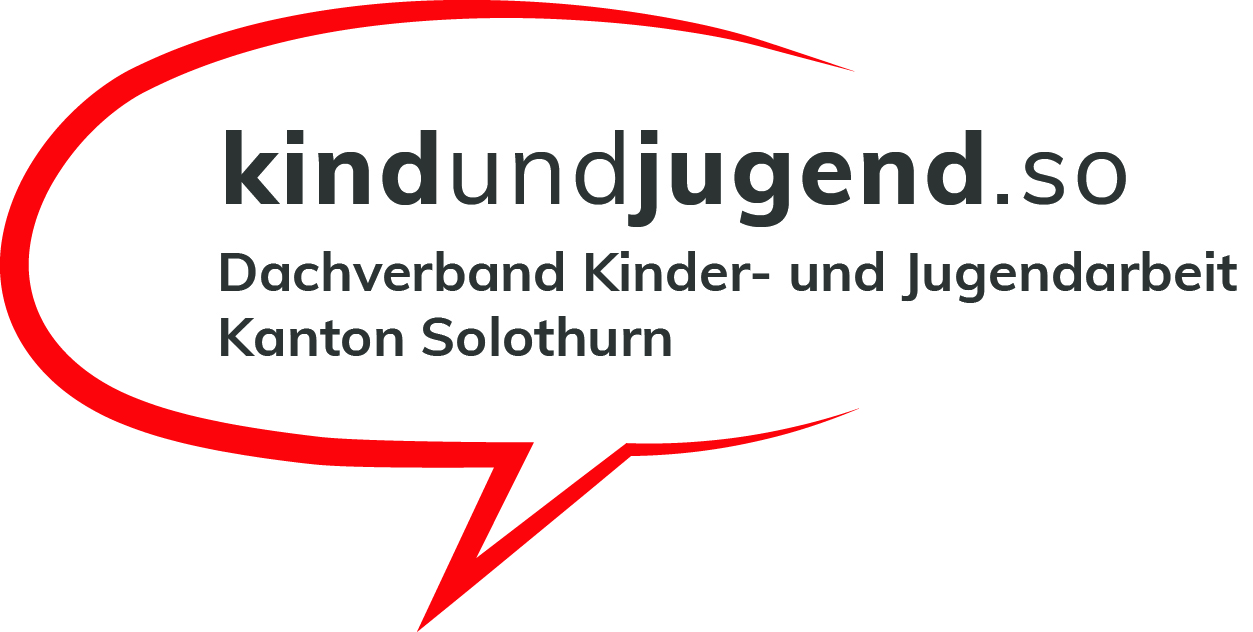 kindundjugend.so
Dachverband Kinder- und Jugendarbeit
Kanton Solothurn